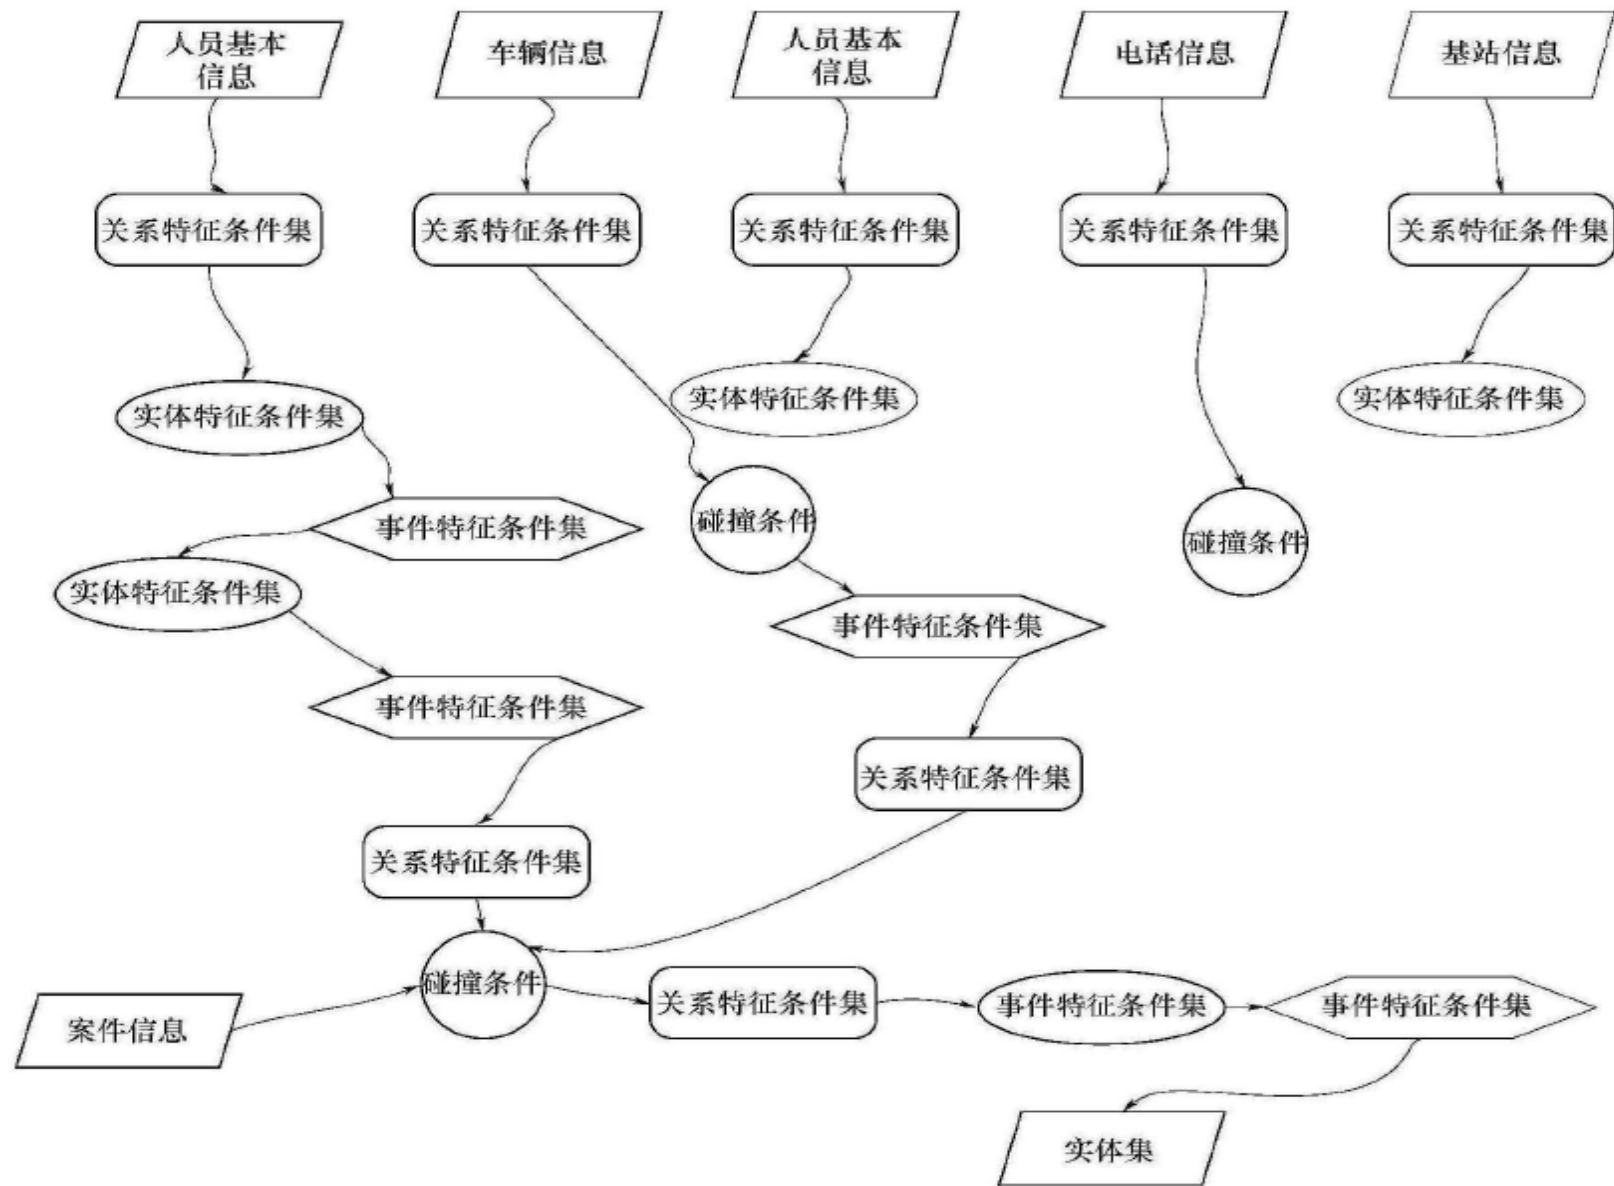 人员基本
信息
车辆信息
人员基本
信息
电话信息
基站信息
关系特征条件集
关系特征条件集
关系特征条件集
关系特征条件集
关系特征条件集
实体特征条件集
实体特征条件集
实体特征条件集
事件特征条件集
碰撞条件
碰撞条件
实体特征条件集
事件特征条件集
事件特征条件集
关系特征条件集
关系特征条件集
碰撞条件
关系特征条件集
事件特征条件集
事件特征条件集
案件信息
实体集